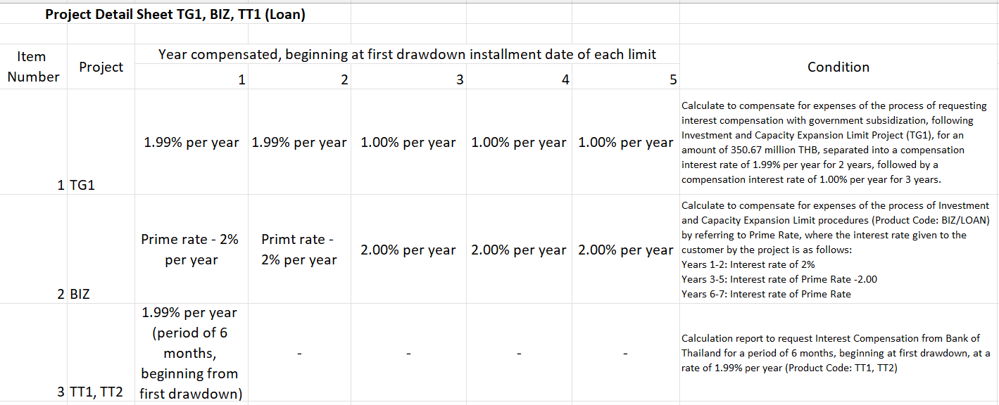 Project Detail Sheet TG1, BIZ, TT1 (Loan)
Item
Number
Project
Year compensated, beginning at first drawdown installment date of each limit
1
2
3
4
5
Condition
1 TG1
1.99% per year
1.99% per year
1.00% per year
1.00% per year
1.00% per year
Calculate to compensate for expenses of the process of requesting
interest compensation with government subsidization, following
Investment and Capacity Expansion Limit Project (TG1), for an
amount of 350.67 million THB, separated into a compensation
interest rate of 1.99% per year for 2 years, followed by a
compensation interest rate of 1.00% per year for 3 years.
2 BIZ
Prime rate - 2%
per year
Primt rate -
2% per year
2.00% per year
2.00% per year
2.00% per year
Calculate to compensate for expenses of the process of Investment
and Capacity Expansion Limit procedures (Product Code: BIZ/LOAN)
by referring to Prime Rate, where the interest rate given to the
customer by the project is as follows:
Years 1-2: Interest rate of 2%
Years 3-5: Interest rate of Prime Rate -2.00
Years 6-7: Interest rate of Prime Rate
3 TT1, TT2
1.99% per year
(period of 6
months,
beginning from
first drawdown)
-
-
-
-
Calculation report to request Interest Compensation from Bank of
Thailand for a period of 6 months, beginning at first drawdown, at a
rate of 1.99% per year (Product Code: TT1, TT2)